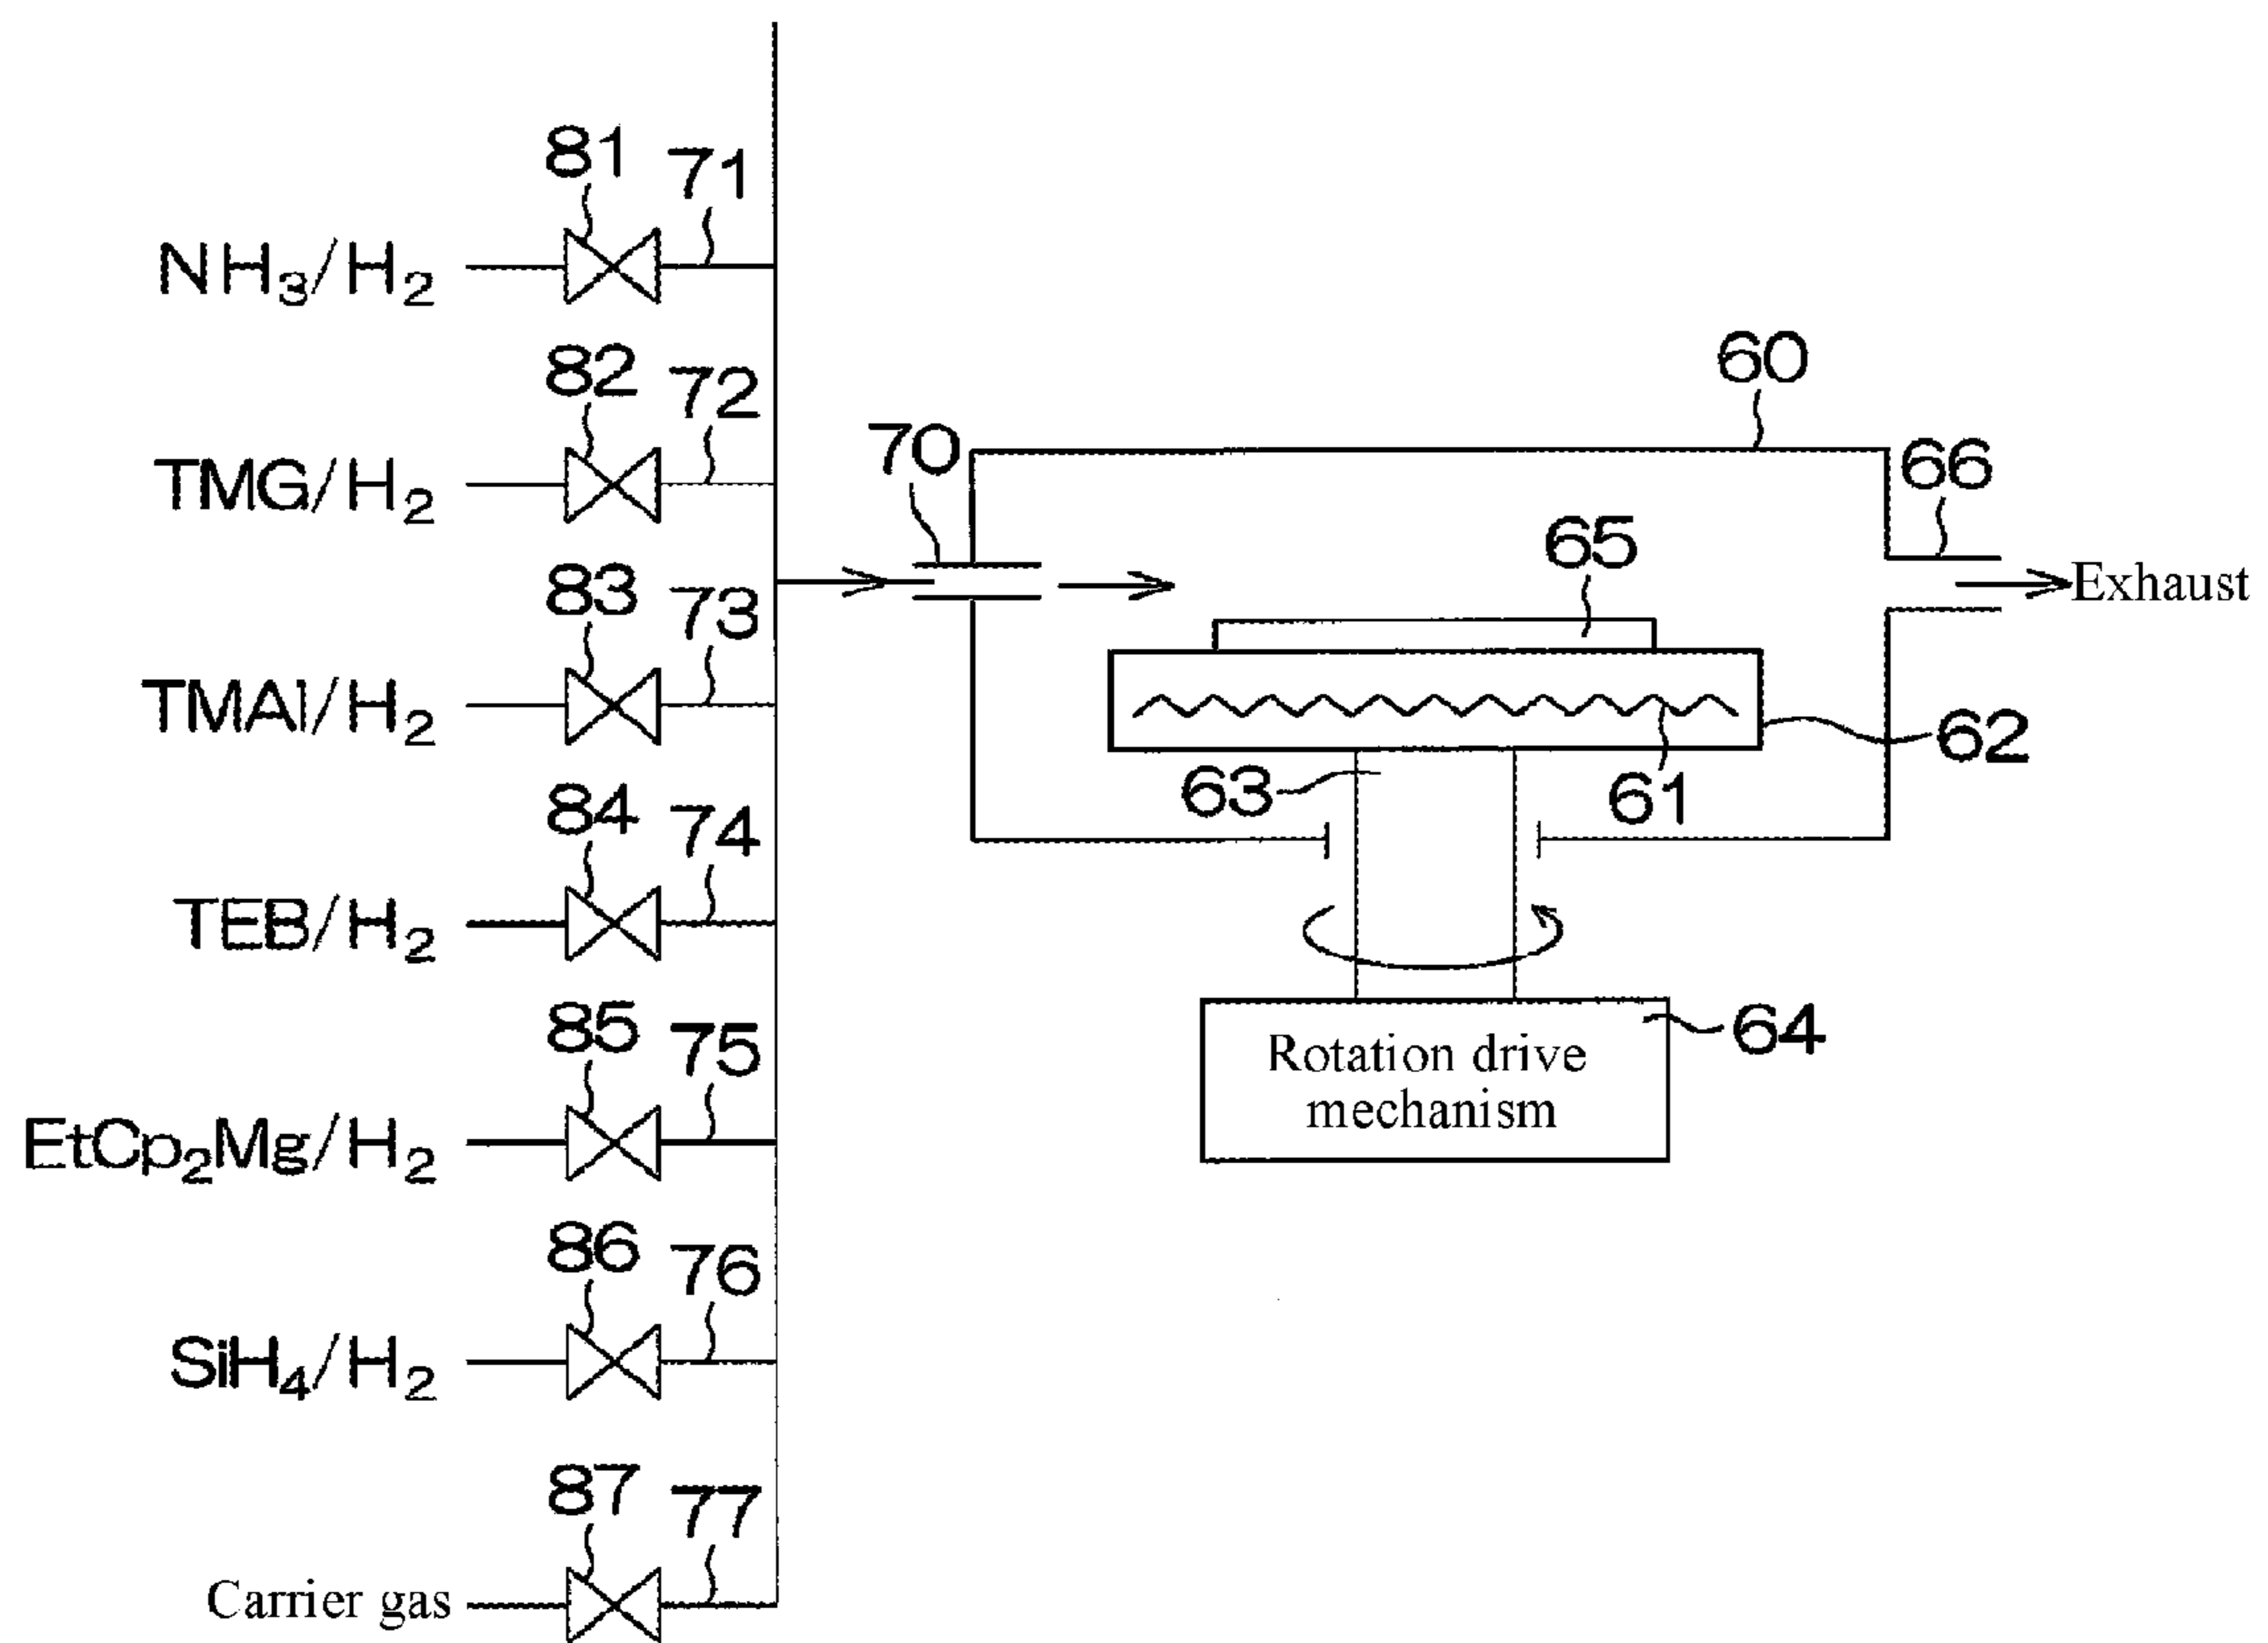 81 71
NH₃/H₂
82 72
TMG/H₂
83 73
TMAl/H₂
84 74
TEB/H₂
85 75
EtCp₂Mg/H₂
86 76
SiH₄/H₂
87 77
Carrier gas
60
70
66
65
Exhaust
62
63
61
64
Rotation drive
mechanism